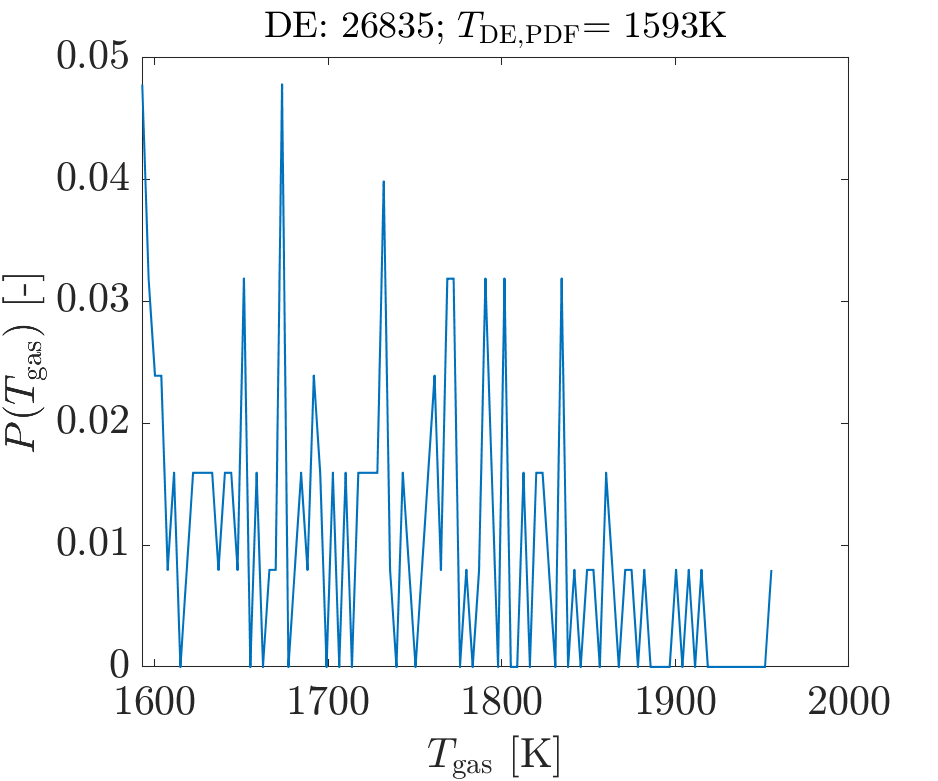 DE: 26835; T_DE,PDF= 1593K
0.05
0.04
0.03
0.02
0.01
0
P(T_gas) [-]
1600 1700 1800 1900 2000
T_gas [K]